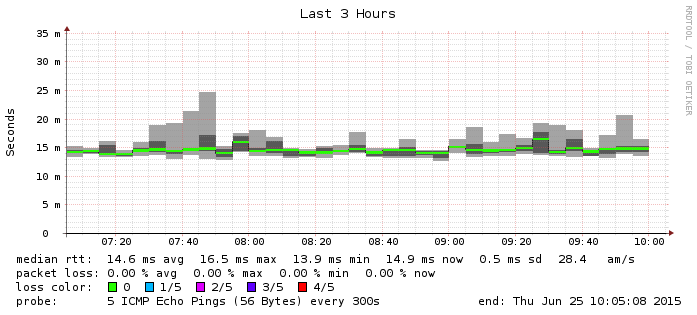 Last 3 Hours
RRDTOOL / TOBI OETIKER
Seconds
35 m
30 m
25 m
20 m
15 m
10 m
5 m
0
07:20 07:40 08:00 08:20 08:40 09:00 09:20 09:40 10:00
median rtt: 14.6 ms avg 16.5 ms max 13.9 ms min 14.9 ms now 0.5 ms sd 28.4 am/s
packet loss: 0.00 % avg 0.00 % max 0.00 % min 0.00 % now
loss color: 0 1/5 2/5 3/5 4/5
probe: 5 ICMP Echo Pings (56 Bytes) every 300s end: Thu Jun 25 10:05:08 2015